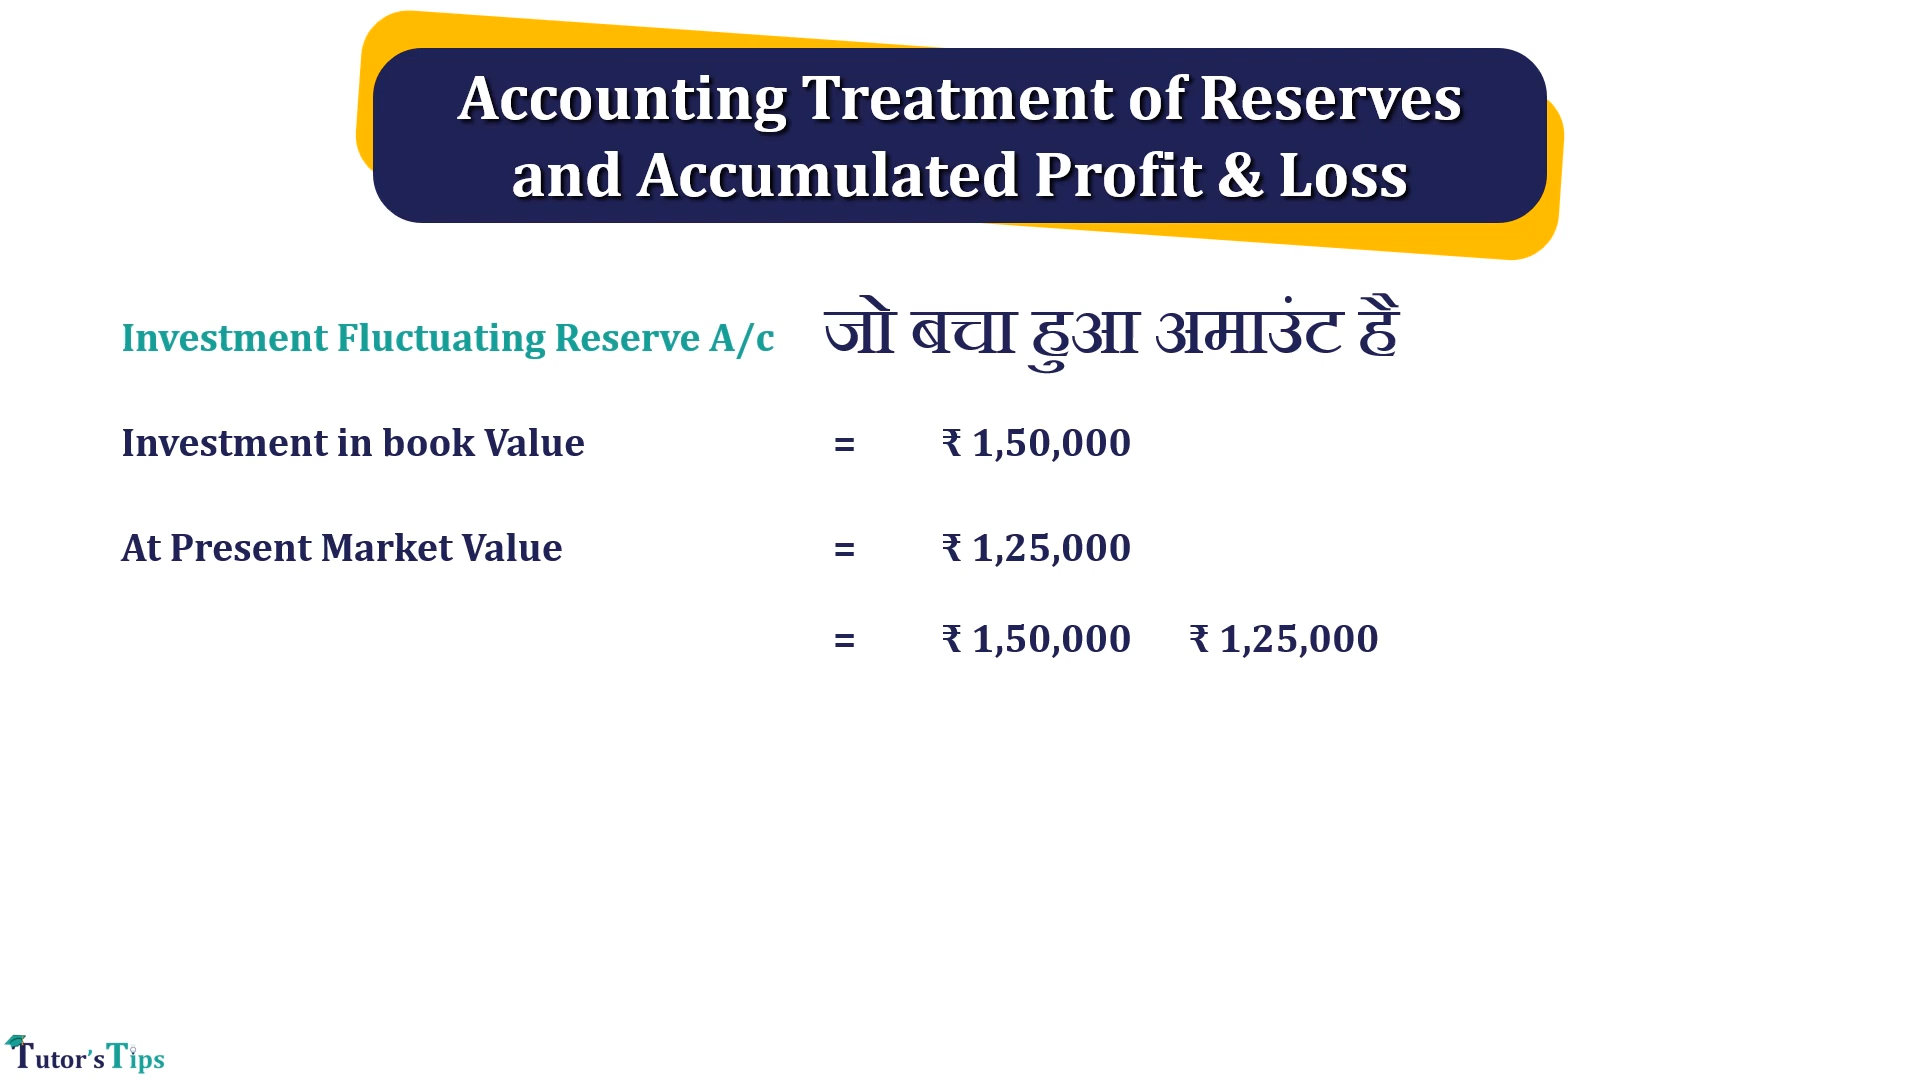 Accounting Treatment of Reserves
and Accumulated Profit & Loss
Investment Fluctuating Reserve A/c जो बचा हुआ अमाउंट है
Investment in book Value = ₹ 1,50,000
At Present Market Value = ₹ 1,25,000
= ₹ 1,50,000 ₹ 1,25,000
Tutor'sTips